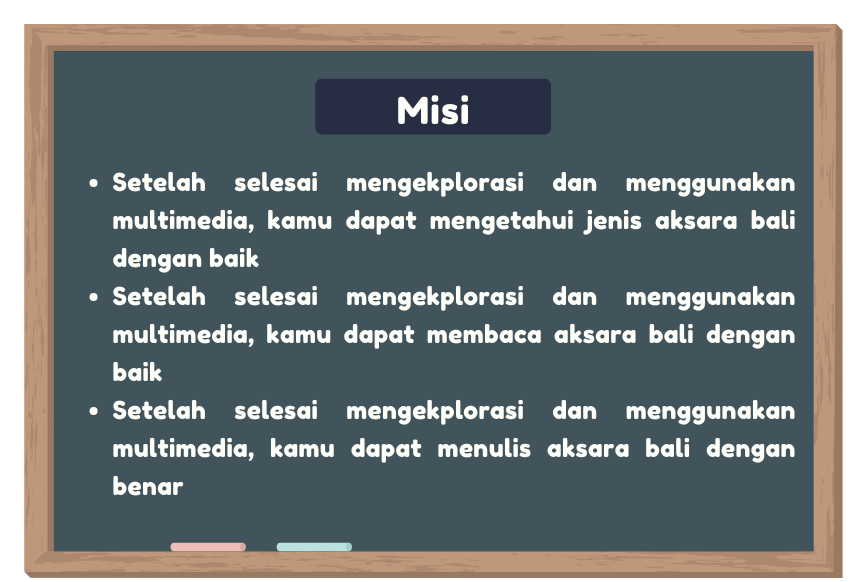 Misi
• Setelah selesai mengekplorasi dan menggunakan
multimedia, kamu dapat mengetahui jenis aksara bali
dengan baik
• Setelah selesai mengekplorasi dan menggunakan
multimedia, kamu dapat membaca aksara bali dengan
baik
• Setelah selesai mengekplorasi dan menggunakan
multimedia, kamu dapat menulis aksara bali dengan
benar